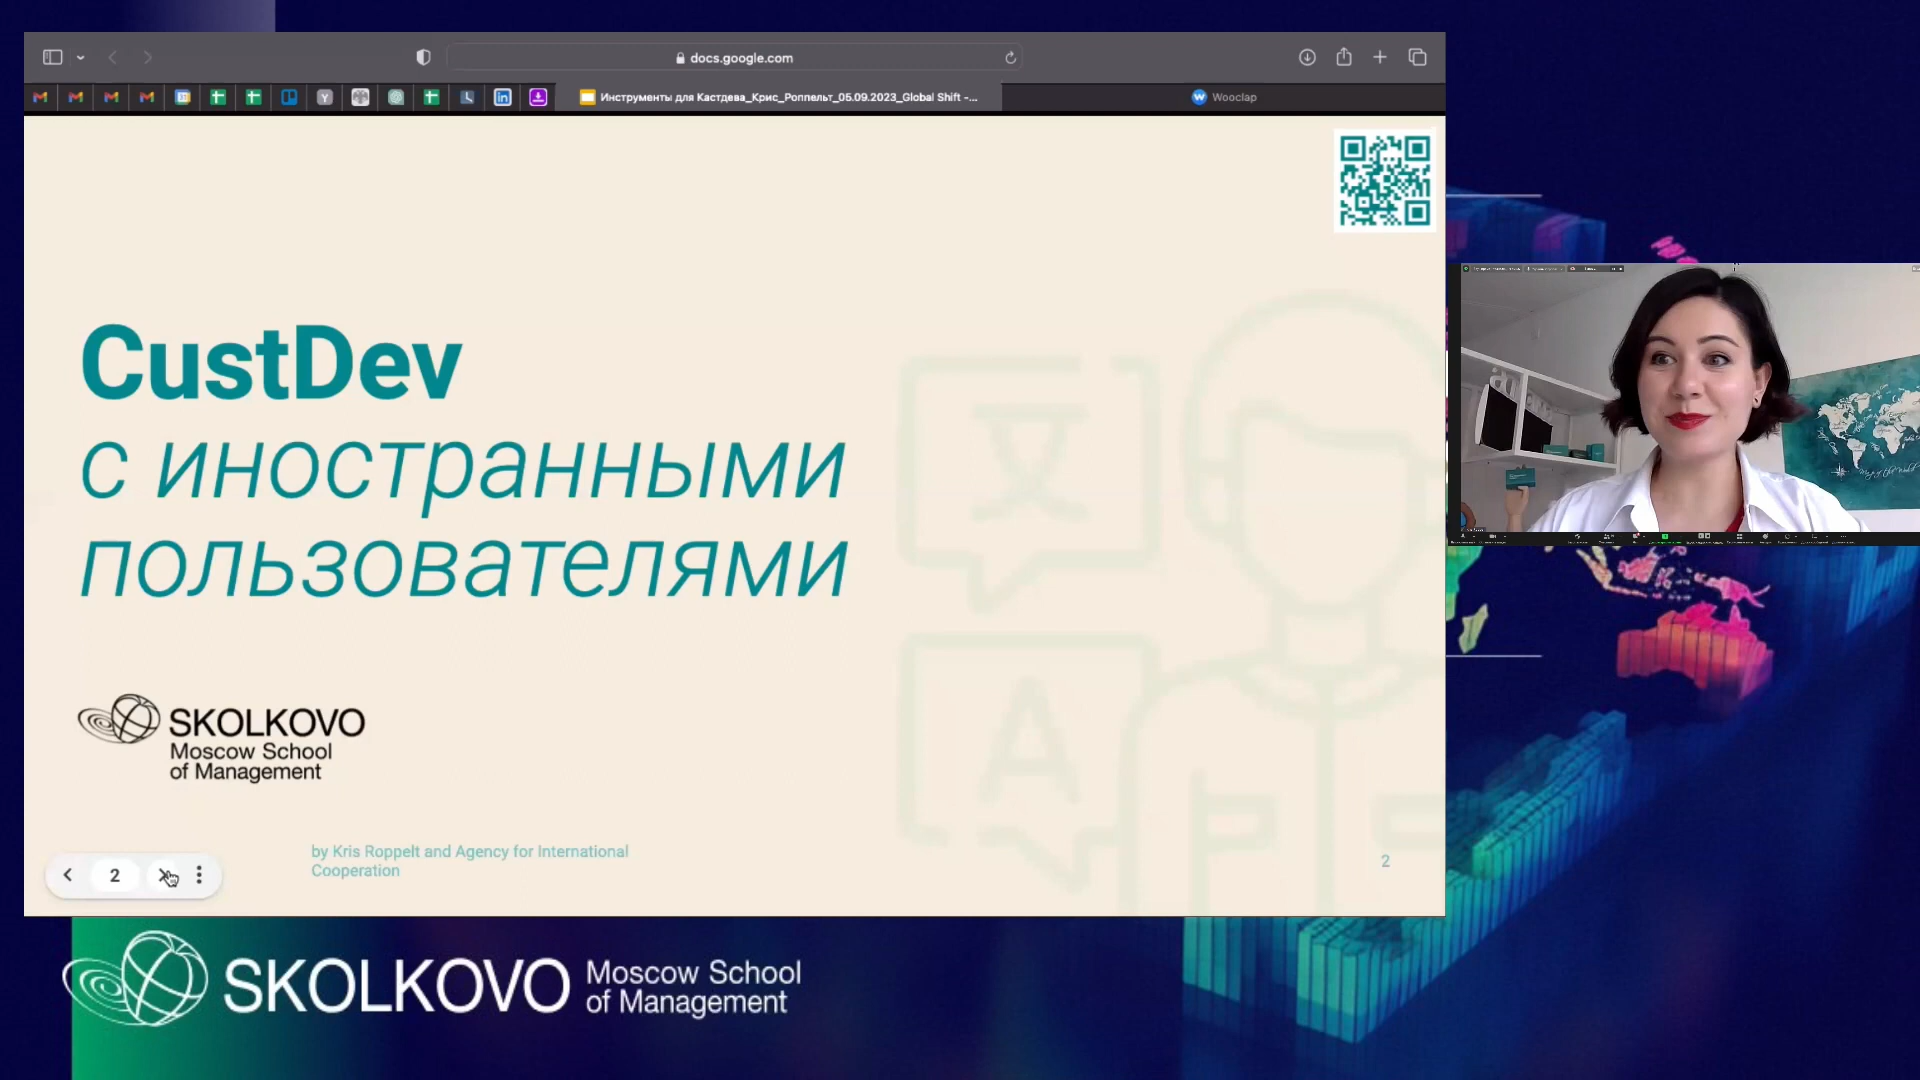 docs.google.com
Инструменты для Кастдева_Крис_Роппельт_05.09.2023_Global Shift -...
Wooclap
CustDev
с иностранными
пользователями
SKOLKOVO
Moscow School
of Management
by Kris Roppelt and Agency for International
Cooperation
2
2
SKOLKOVO
Moscow School
of Management